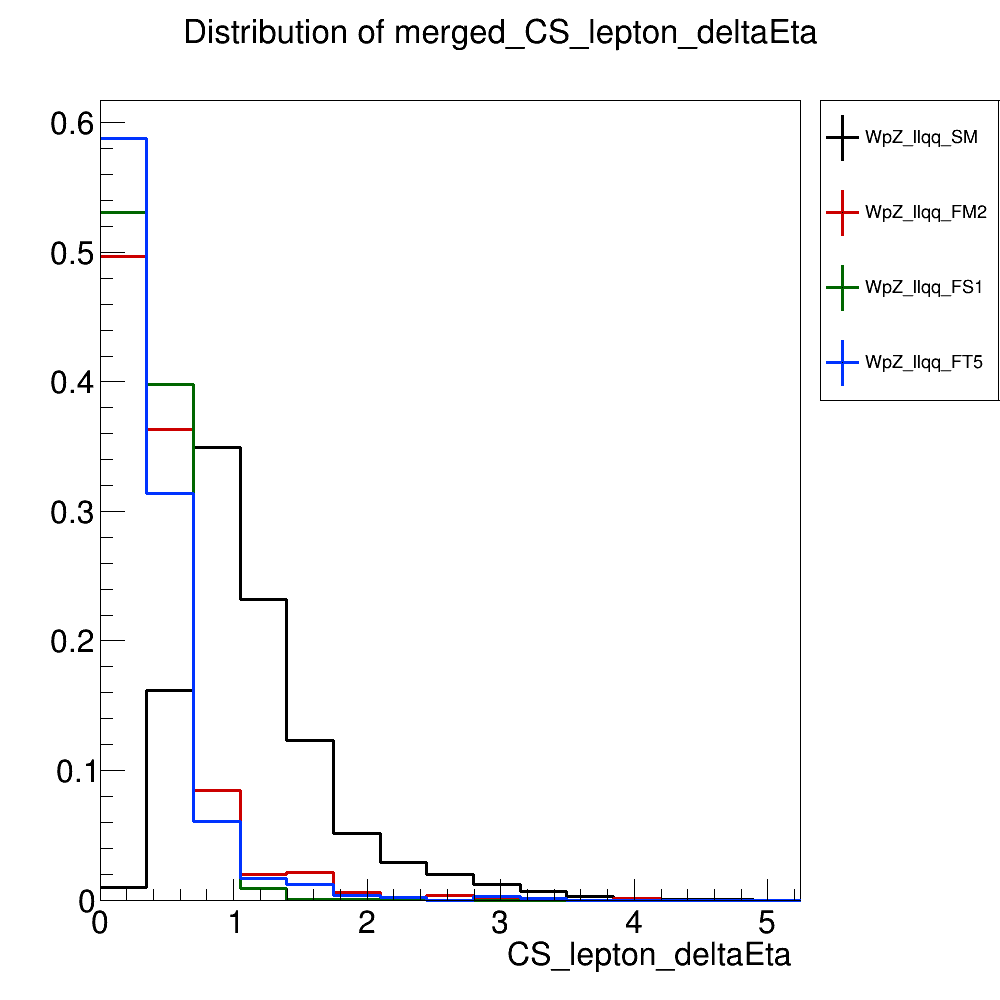 Distribution of merged_CS_lepton_deltaEta
0.6
0.5
0.4
0.3
0.2
0.1
0
0 1 2 3 4 5
CS_lepton_deltaEta
WpZ_llqq_SM
WpZ_llqq_FM2
WpZ_llqq_FS1
WpZ_llqq_FT5